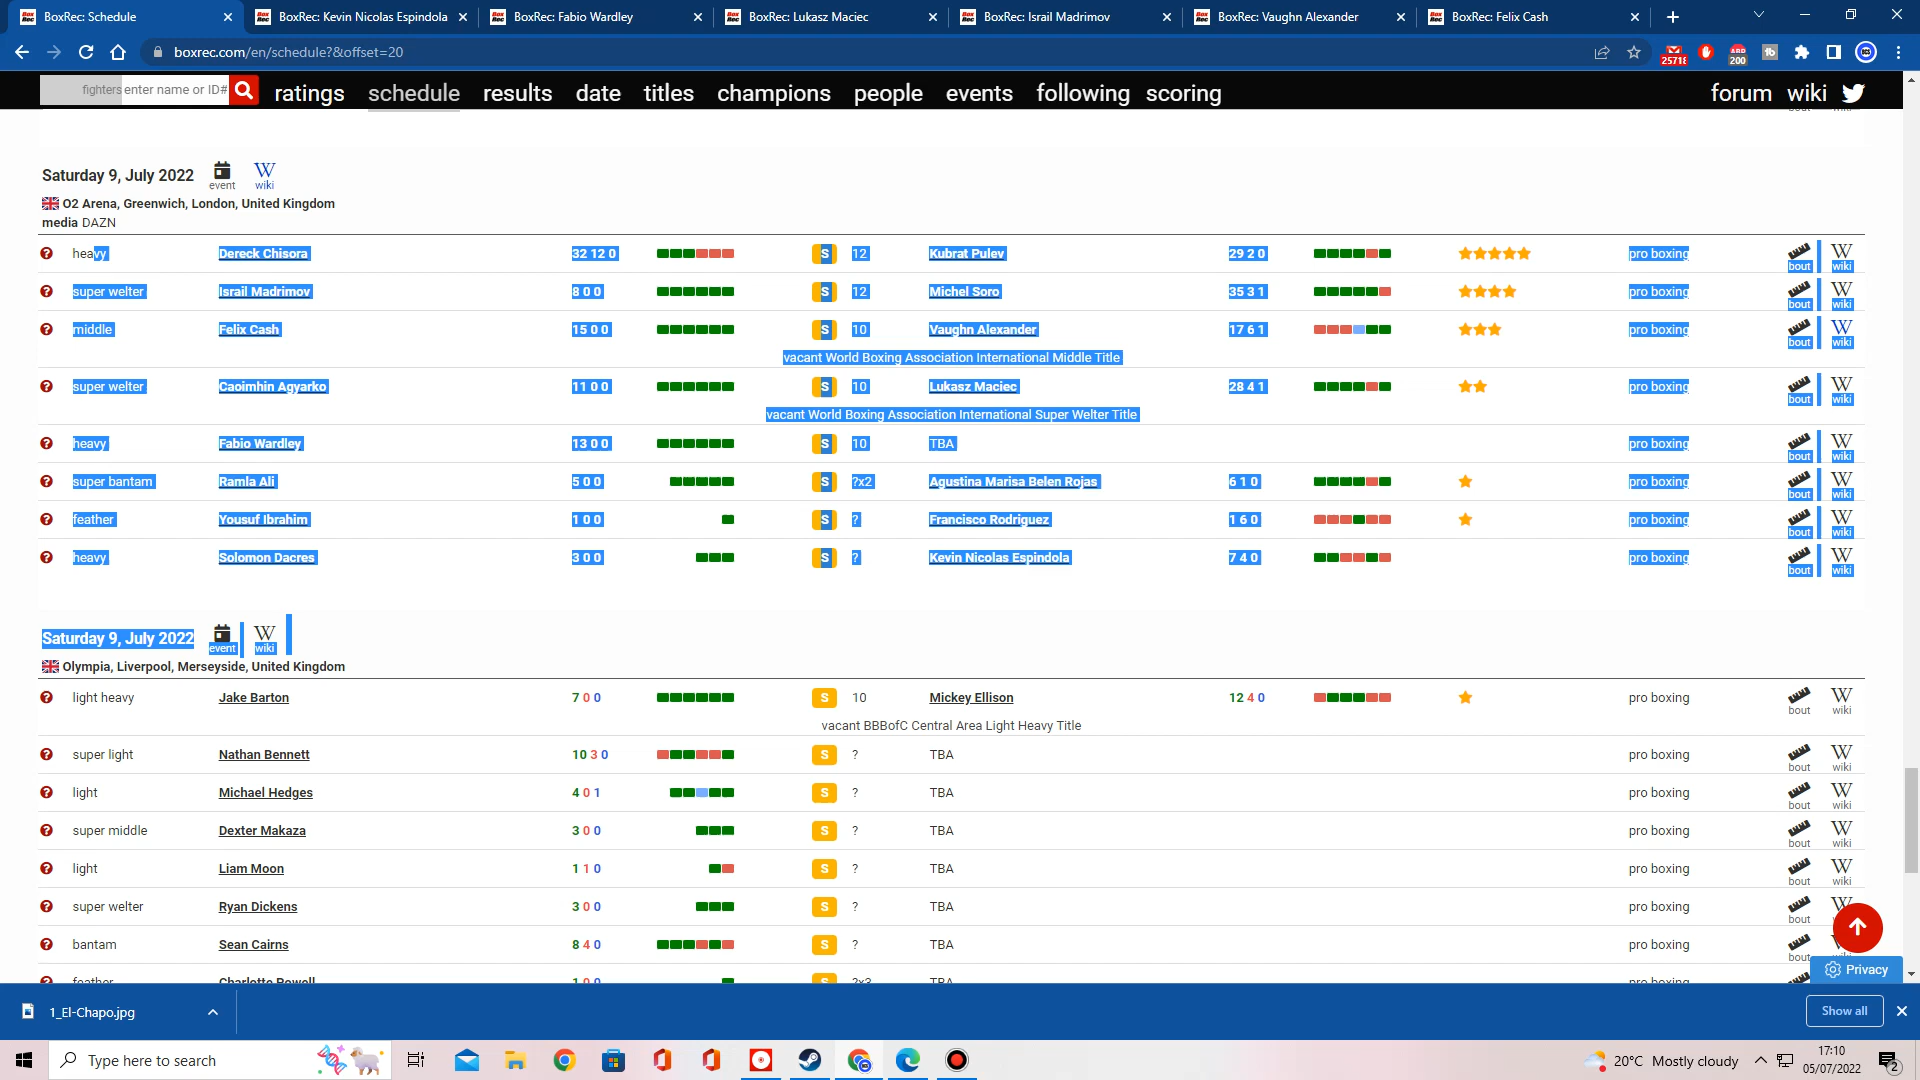 BoxRec: Schedule
BoxRec: Kevin Nicolas Espindola
BoxRec: Fabio Wardley
BoxRec: Lukasz Maciec
BoxRec: Israil Madrimov
BoxRec: Vaughn Alexander
BoxRec: Felix Cash
boxrec.com/en/schedule?&offset=20
25718
200
fighters enter name or ID#
ratings schedule results date titles champions people events following scoring
forum wiki
Saturday 9, July 2022 event wiki
O2 Arena, Greenwich, London, United Kingdom
media DAZN
heavy Dereck Chisora 32 12 0 S 12 Kubrat Pulev 29 2 0 pro boxing bout wiki
super welter Israil Madrimov 8 0 0 S 12 Michel Soro 35 3 1 pro boxing bout wiki
middle Felix Cash 15 0 0 S 10 Vaughn Alexander 17 6 1 pro boxing bout wiki
vacant World Boxing Association International Middle Title
super welter Caoimhin Agyarko 11 0 0 S 10 Lukasz Maciec 28 4 1 pro boxing bout wiki
vacant World Boxing Association International Super Welter Title
heavy Fabio Wardley 13 0 0 S 10 TBA pro boxing bout wiki
super bantam Ramla Ali 5 0 0 S ?x2 Agustina Marisa Belen Rojas 6 1 0 pro boxing bout wiki
feather Yousuf Ibrahim 1 0 0 S ? Francisco Rodriguez 1 6 0 pro boxing bout wiki
heavy Solomon Dacres 3 0 0 S ? Kevin Nicolas Espindola 7 4 0 pro boxing bout wiki
Saturday 9, July 2022 event wiki
Olympia, Liverpool, Merseyside, United Kingdom
light heavy Jake Barton 7 0 0 S 10 Mickey Ellison 12 4 0 pro boxing bout wiki
vacant BBBofC Central Area Light Heavy Title
super light Nathan Bennett 10 3 0 S ? TBA pro boxing bout wiki
light Michael Hedges 4 0 1 S ? TBA pro boxing bout wiki
super middle Dexter Makaza 3 0 0 S ? TBA pro boxing bout wiki
light Liam Moon 1 1 0 S ? TBA pro boxing bout wiki
super welter Ryan Dickens 3 0 0 S ? TBA pro boxing bout
bantam Sean Cairns 8 4 0 S ? TBA pro boxing bout
feather Charlotte Powell 1 0 0 S ?x3 TBA pro boxing
Privacy
1_El-Chapo.jpg
Show all
Type here to search
20°C Mostly cloudy
17:10
05/07/2022
2